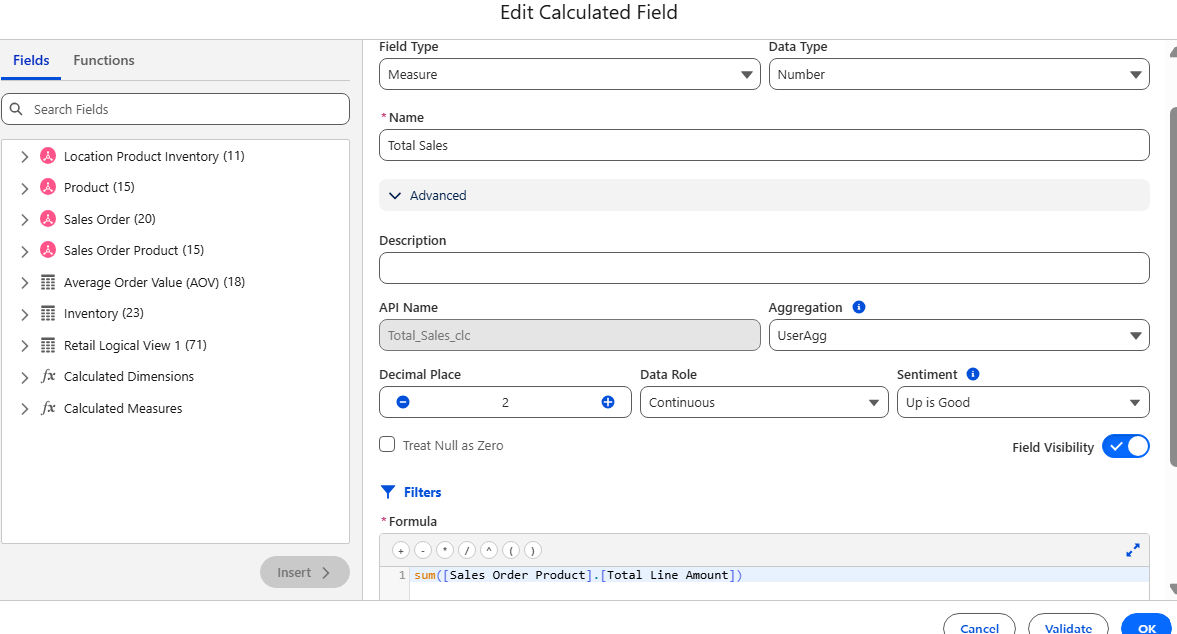 Edit Calculated Field
Fields Functions
Search Fields
Location Product Inventory (11)
Product (15)
Sales Order (20)
Sales Order Product (15)
Average Order Value (AOV) (18)
Inventory (23)
Retail Logical View 1 (71)
fx Calculated Dimensions
fx Calculated Measures
Insert
Field Type Data Type
Measure Number
* Name
Total Sales
Advanced
Description
API Name Aggregation
Total_Sales_clc UserAgg
Decimal Place Data Role Sentiment
2 Continuous Up is Good
Treat Null as Zero Field Visibility
Filters
* Formula
+ - * / ^ ( )
1 sum([Sales Order Product].[Total Line Amount])
Cancel Validate OK